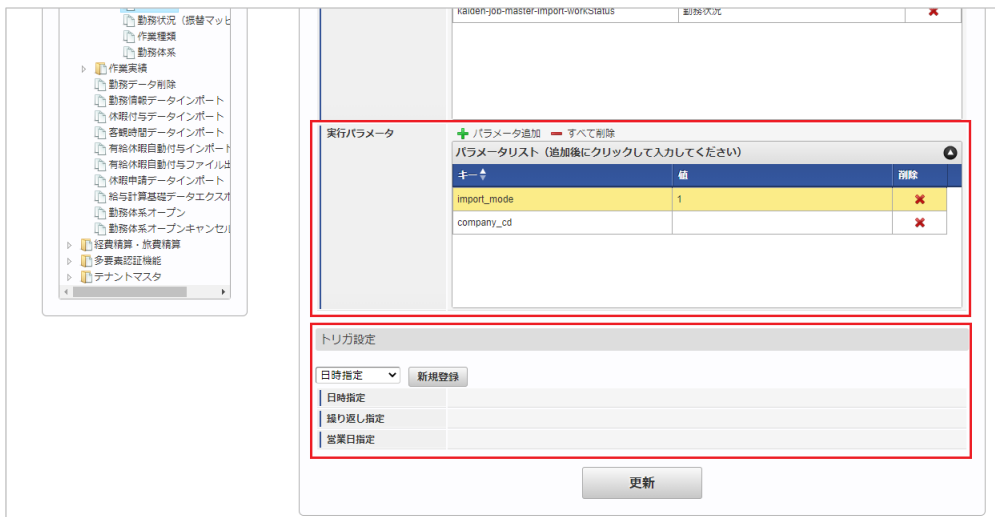 kaiden-job-master-import-workStatus 勤務状況
勤務状況（振替マッピ
作業種類
勤務体系
作業実績
勤務データ削除
勤務情報データインポート
休暇付与データインポート
客観時間データインポート
有給休暇自動付与インポート
有給休暇自動付与ファイル出
休暇申請データインポート
給与計算基礎データエクスポ
勤務体系オープン
勤務体系オープンキャンセル
経費精算・旅費精算
多要素認証機能
テナントマスタ
実行パラメータ
パラメータ追加 すべて削除
パラメータリスト（追加後にクリックして入力してください）
キー 値 削除
import_mode 1
company_cd
トリガ設定
日時指定 新規登録
日時指定
繰り返し指定
営業日指定
更新